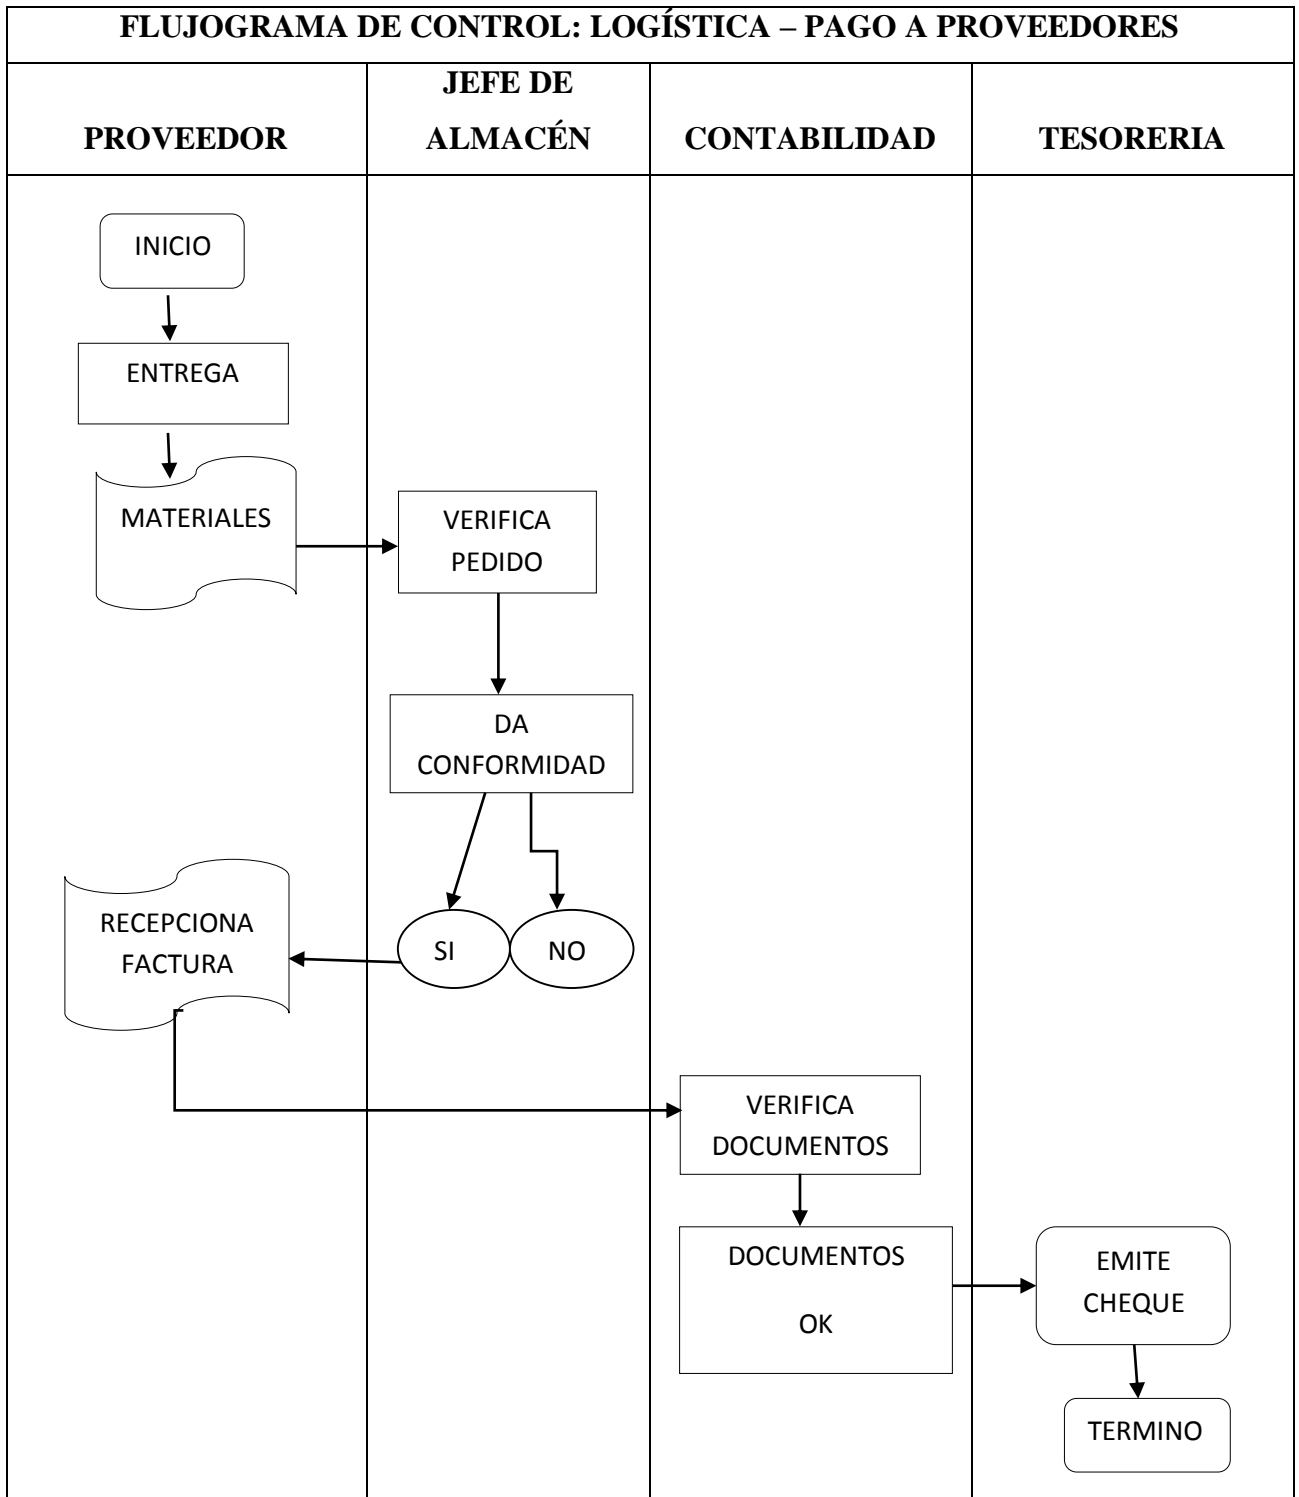 FLUJOGRAMA DE CONTROL: LOGÍSTICA – PAGO A PROVEEDORES
PROVEEDOR
JEFE DE
ALMACÉN
CONTABILIDAD
TESORERIA
INICIO
ENTREGA
MATERIALES
VERIFICA
PEDIDO
DA
CONFORMIDAD
SI
NO
RECEPCIONA
FACTURA
VERIFICA
DOCUMENTOS
DOCUMENTOS
OK
EMITE
CHEQUE
TERMINO